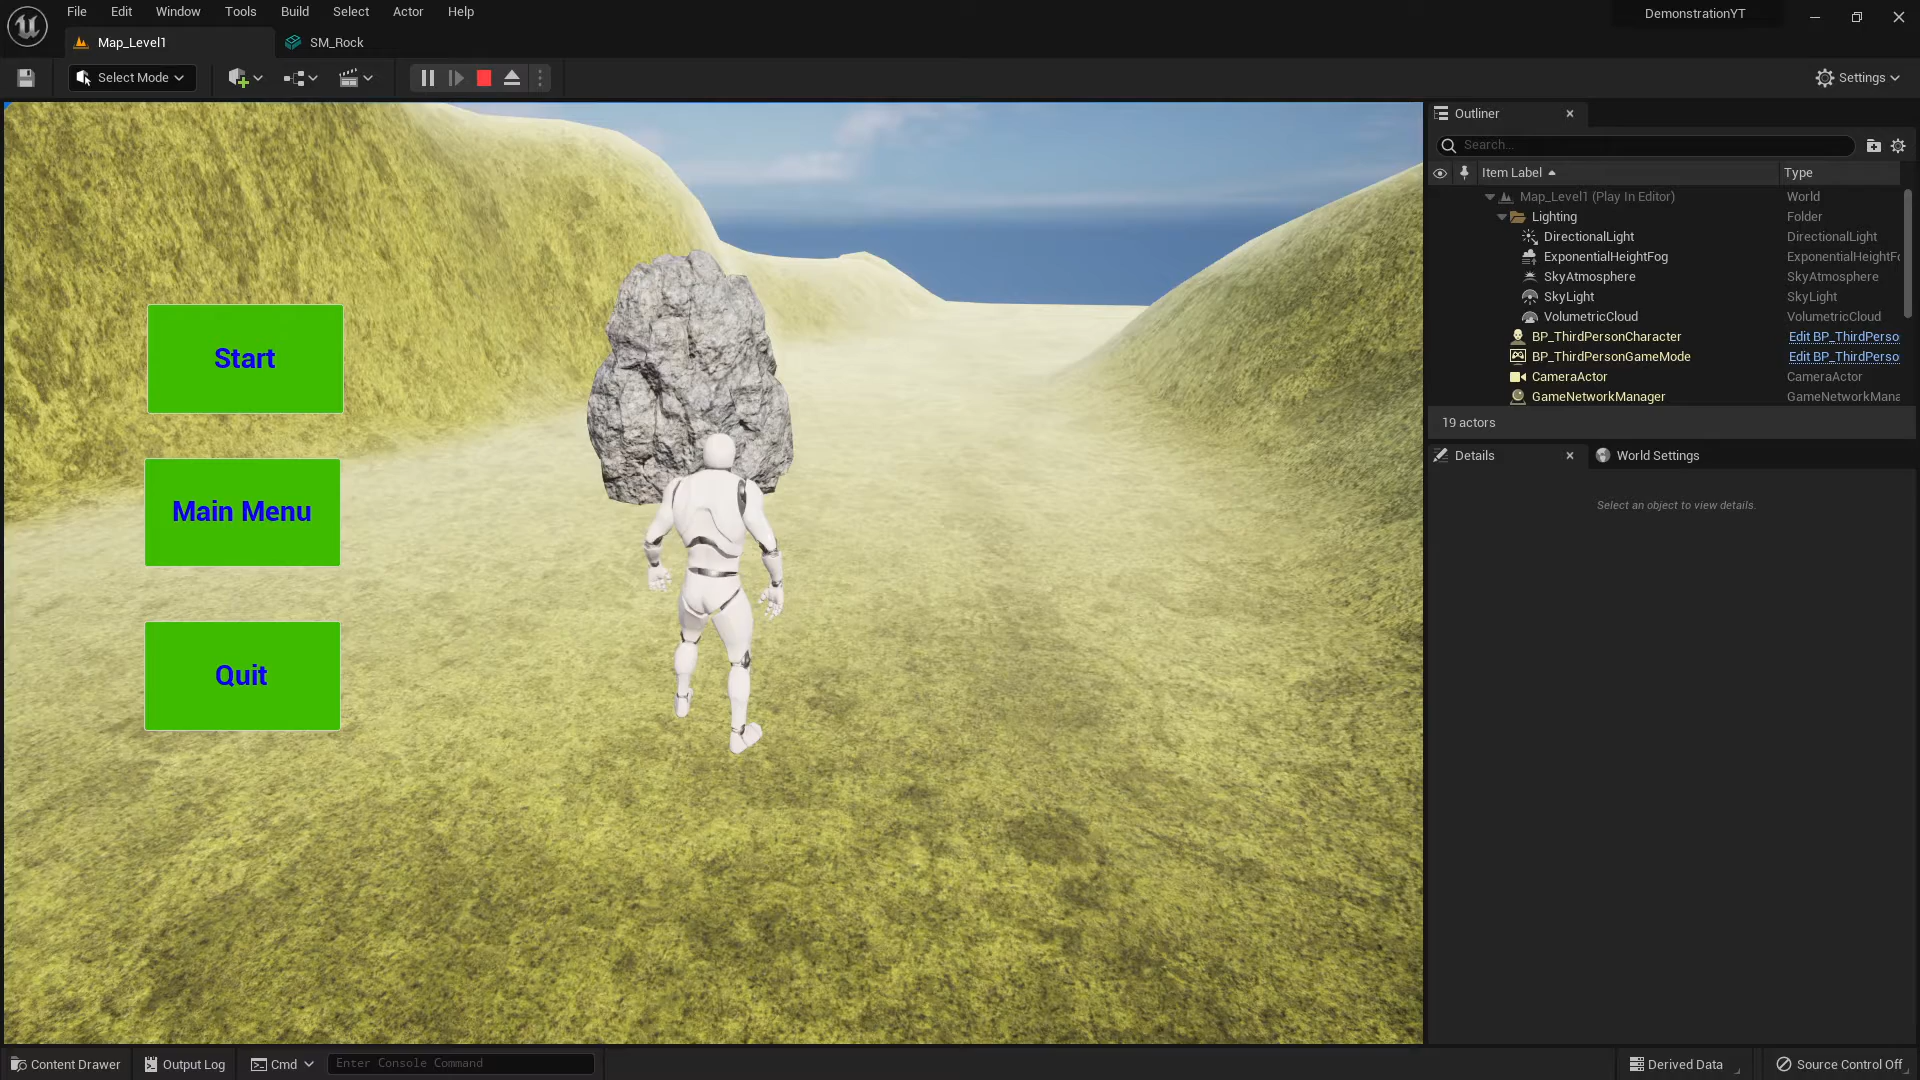 File Edit Window Tools Build Select Actor Help
DemonstrationYT
Map_Level1
SM_Rock
Select Mode
Settings
Start
Main Menu
Quit
Outliner
Search...
Item Label
Type
Map_Level1 (Play In Editor) World
Lighting Folder
DirectionalLight DirectionalLight
ExponentialHeightFog ExponentialHeightFo
SkyAtmosphere SkyAtmosphere
SkyLight SkyLight
VolumetricCloud VolumetricCloud
BP_ThirdPersonCharacter Edit BP_ThirdPerso
BP_ThirdPersonGameMode Edit BP_ThirdPerso
CameraActor CameraActor
GameNetworkManager GameNetworkMana
19 actors
Details
World Settings
Select an object to view details.
Content Drawer
Output Log
Cmd
Enter Console Command
Derived Data
Source Control Off